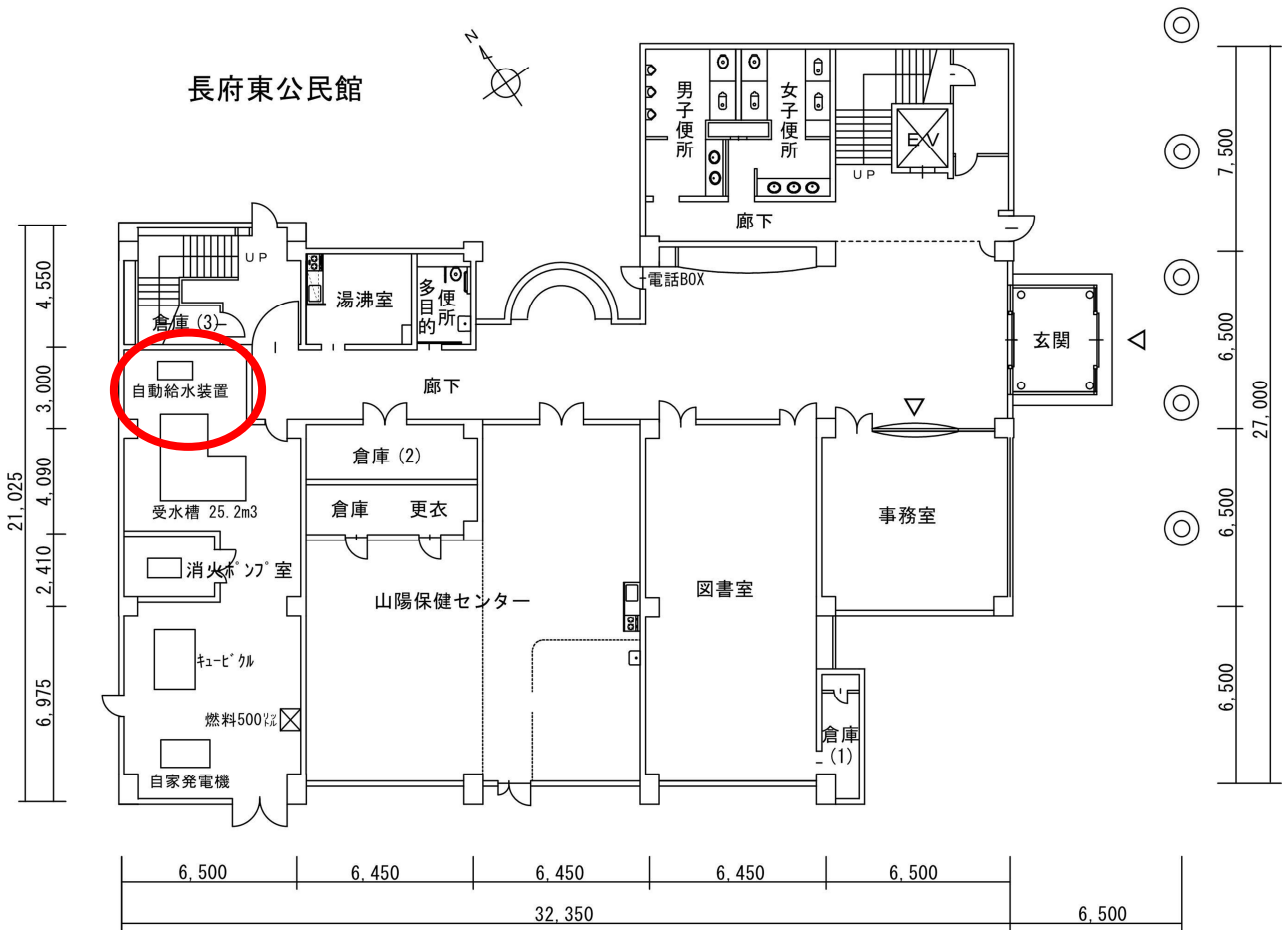 N
長府東公民館
男子便所
女子便所
EV
UP
廊下
UP
湯沸室
多目的
便所
電話BOX
倉庫(3)
玄関
自動給水装置
廊下
倉庫(2)
受水槽 25.2m3
倉庫
更衣
事務室
消火ﾎﾟﾝﾌﾟ室
山陽保健センター
図書室
ｷｭｰﾋﾞｸﾙ
燃料500㍑
倉庫
(1)
自家発電機
4,550
3,000
4,090
2,410
6,975
21,025
7,500
6,500
6,500
6,500
27,000
6,500
6,450
6,450
6,450
6,500
32,350
6,500